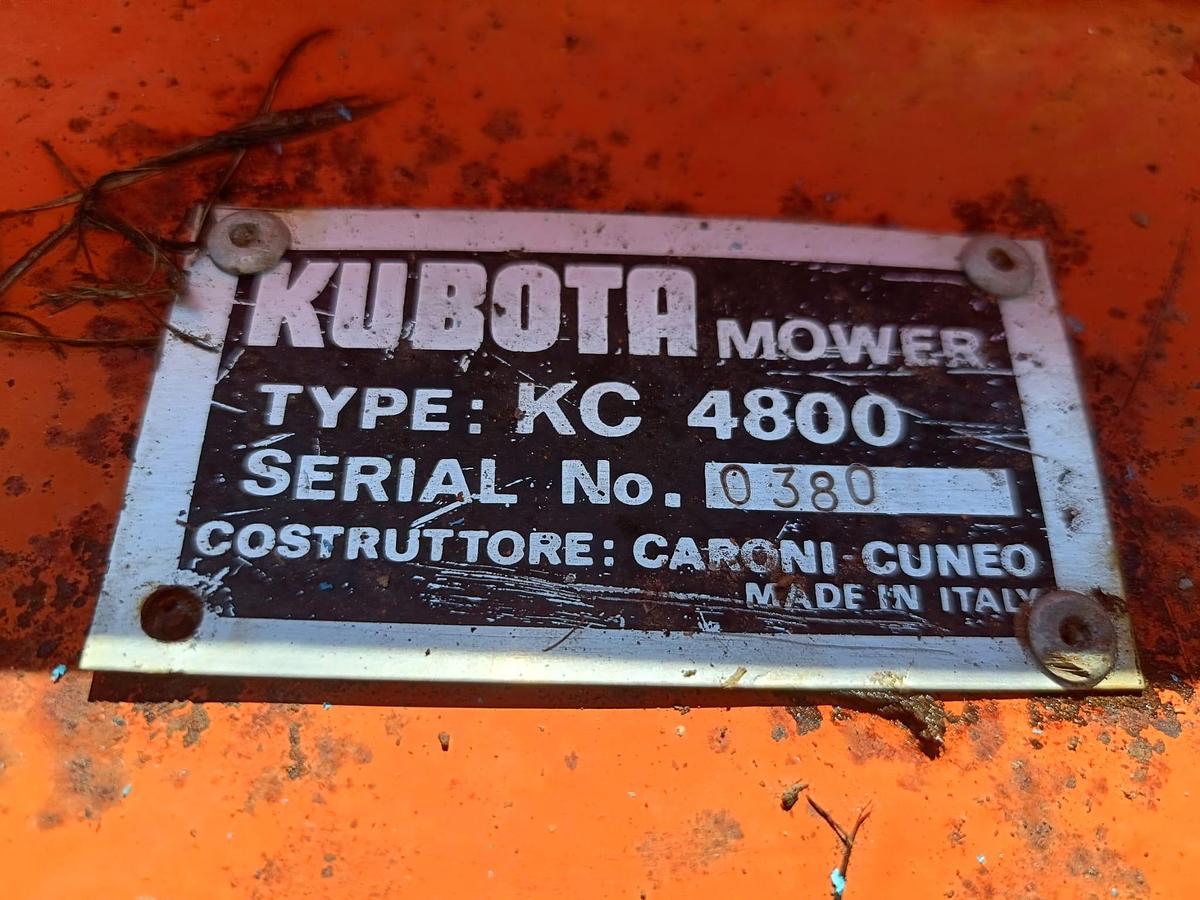 KUBOTA MOWER
TYPE: KC 4800
SERIAL No. 0380
COSTRUTTORE: CARONI CUNEO
MADE IN ITALY